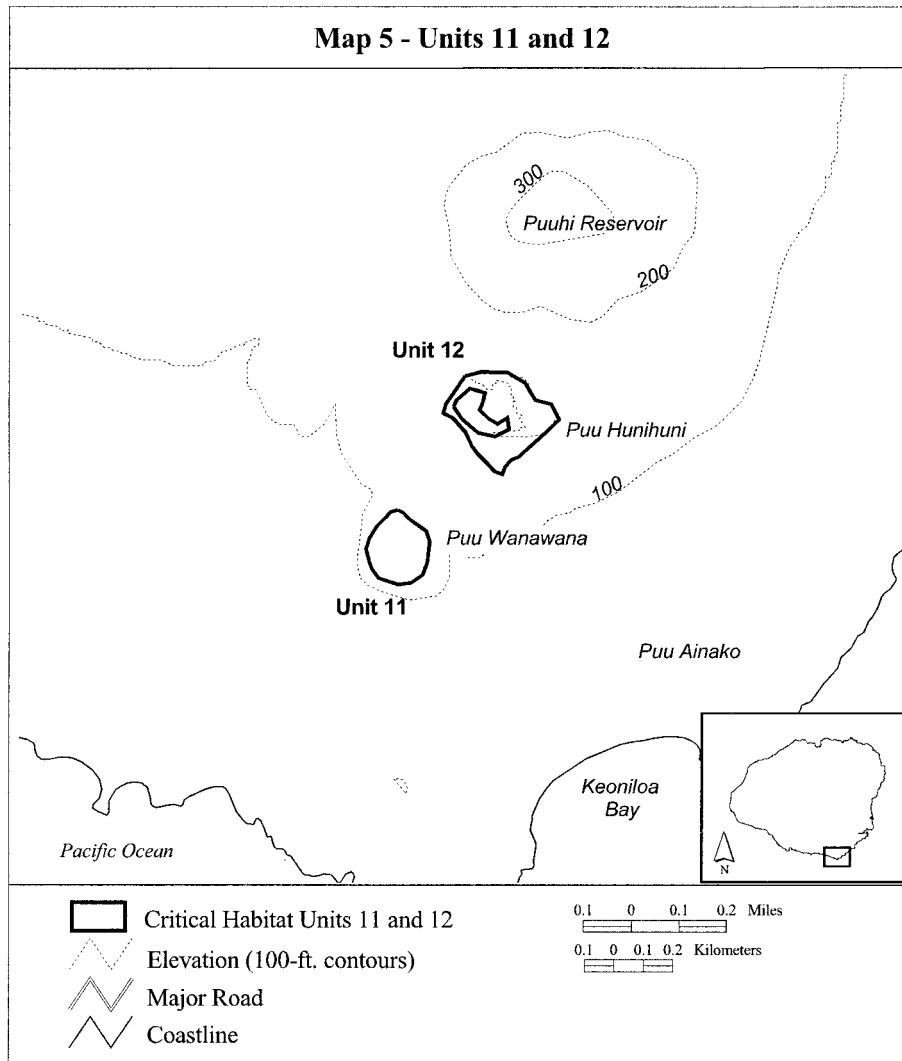 Map 5 - Units 11 and 12
300
Puuhi Reservoir
200
Unit 12
Puu Hunihuni
100
Puu Wanawana
Unit 11
Puu Ainako
Keoniloa
Bay
Pacific Ocean
N
Critical Habitat Units 11 and 12
Elevation (100-ft. contours)
Major Road
Coastline
0.1 0 0.1 0.2 Miles
0.1 0 0.1 0.2 Kilometers